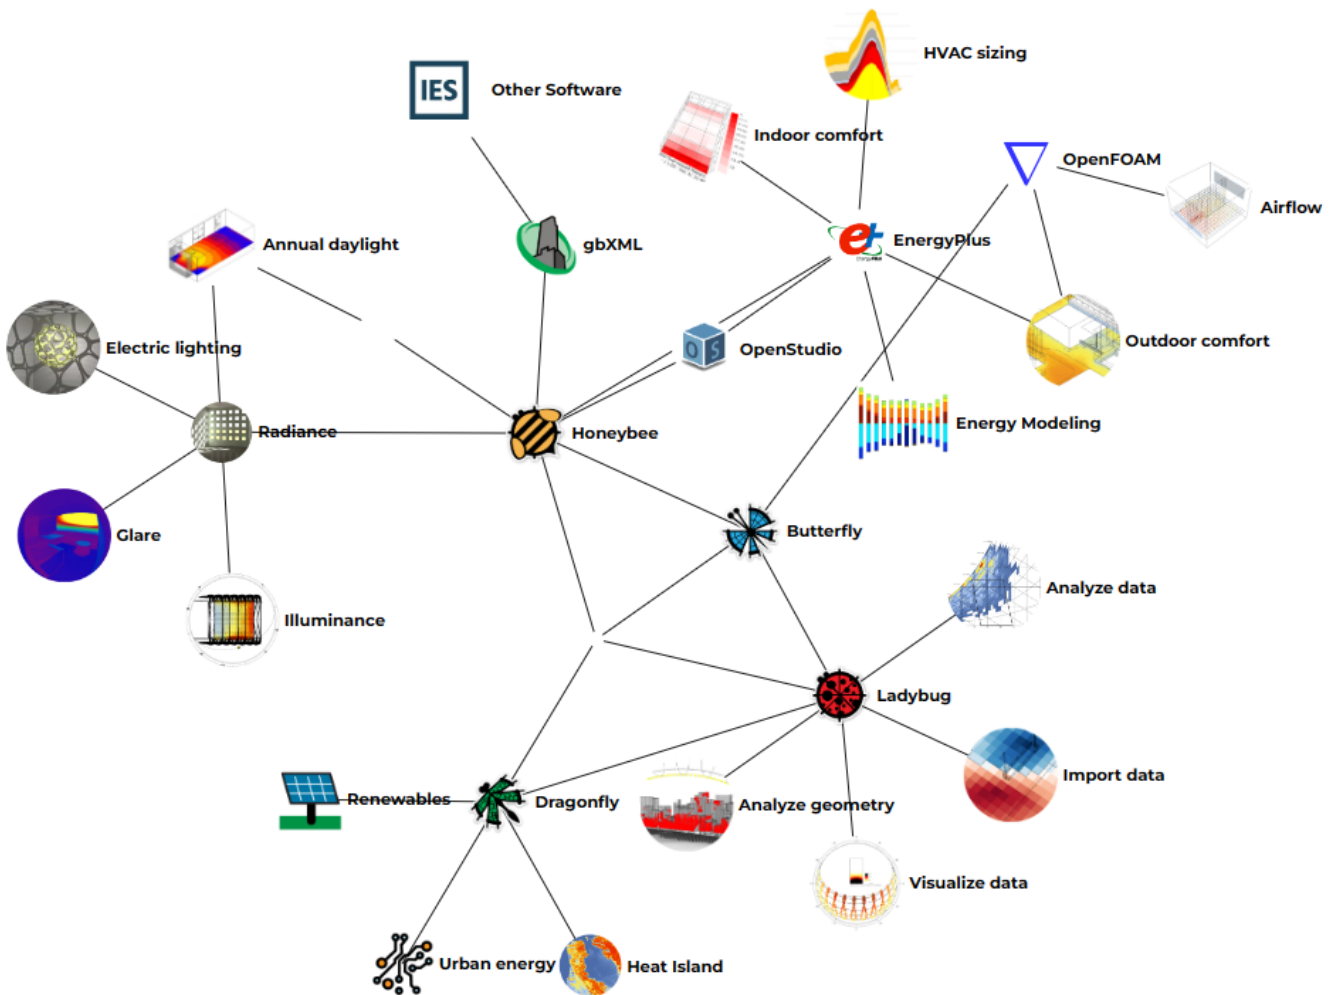 HVAC sizing
IES
Other Software
Indoor comfort
OpenFOAM
Airflow
Annual daylight
gbXML
EnergyPlus
Electric lighting
OS
OpenStudio
Outdoor comfort
Radiance
Honeybee
Energy Modeling
Glare
Butterfly
Analyze data
Illuminance
Ladybug
Import data
Renewables
Dragonfly
Analyze geometry
Visualize data
Urban energy
Heat Island